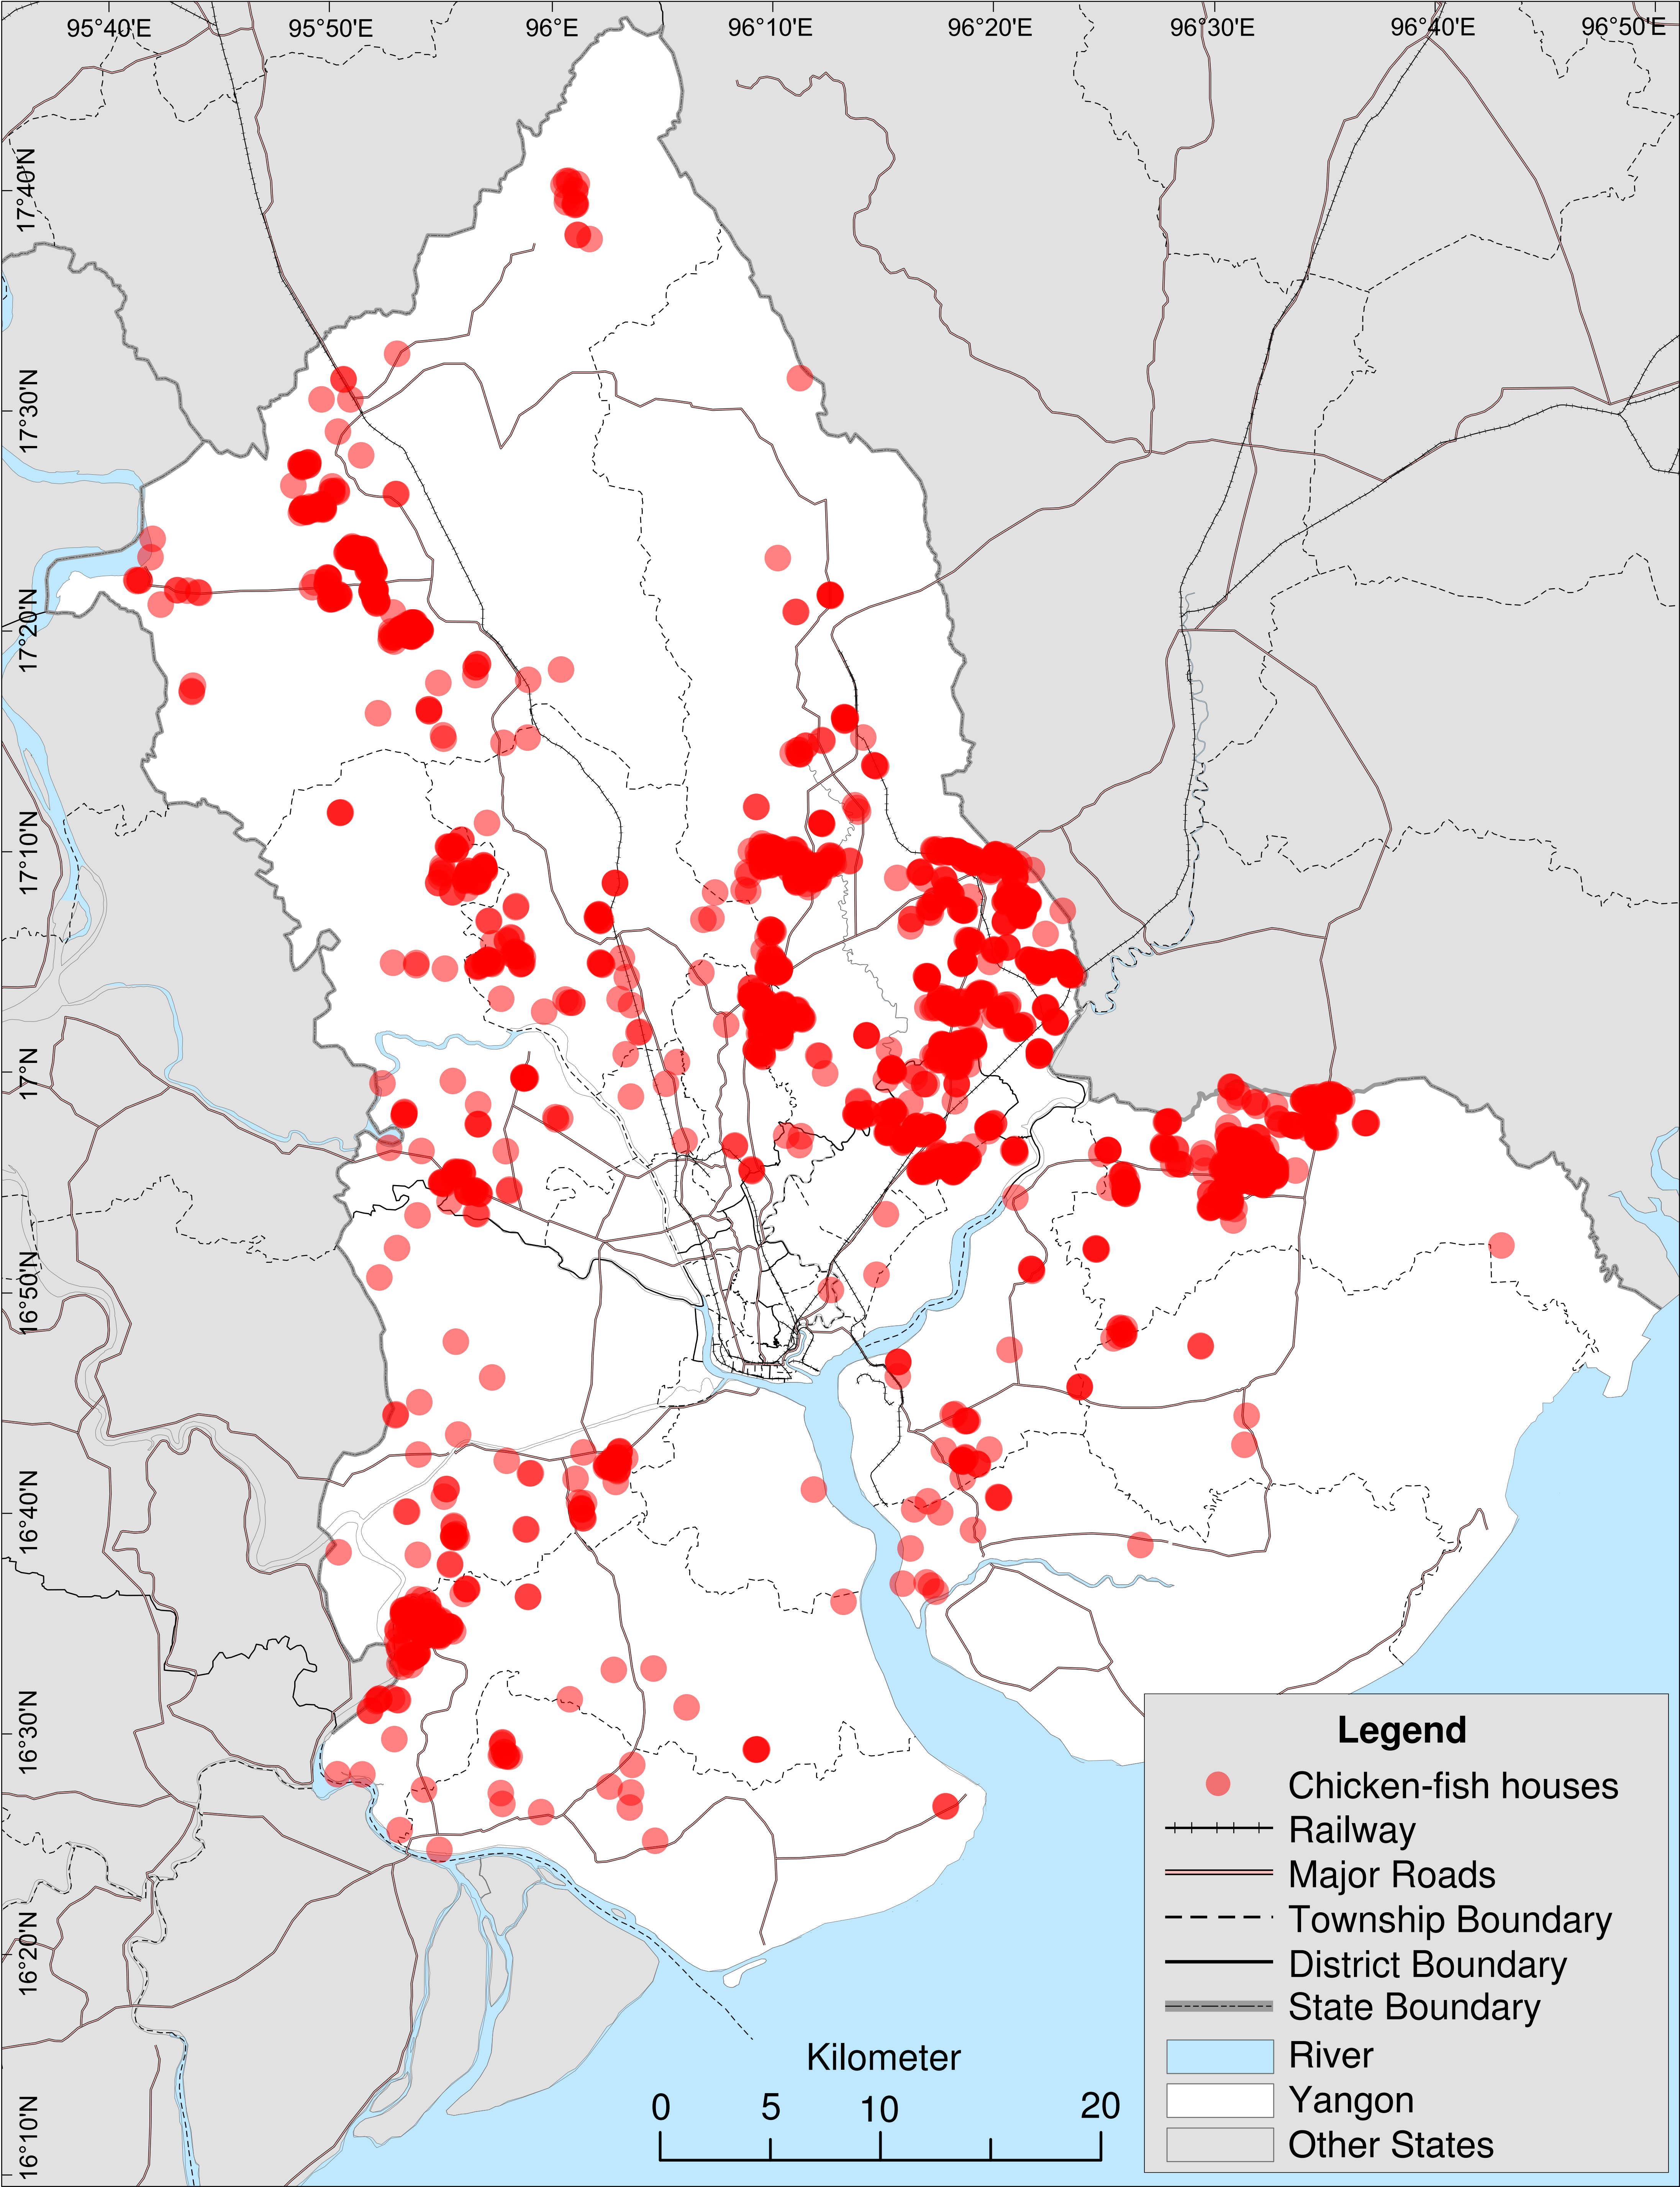 95°40'E 95°50'E 96°E 96°10'E 96°20'E 96°30'E 96°40'E 96°50'E
17°40'N
17°30'N
17°20'N
17°10'N
17°N
16°50'N
16°40'N
16°30'N
16°20'N
16°10'N
Legend
Chicken-fish houses
Railway
Major Roads
Township Boundary
District Boundary
State Boundary
River
Yangon
Other States
Kilometer
0 5 10 20